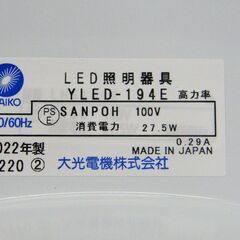 LED照明器具
AIKO YLED-194E 高力率
0/60Hz PS E SANPOH 100V
消費電力 27.5W
0.29A
022年製 MADE IN JAPAN
220 ② 大光電機株式会社